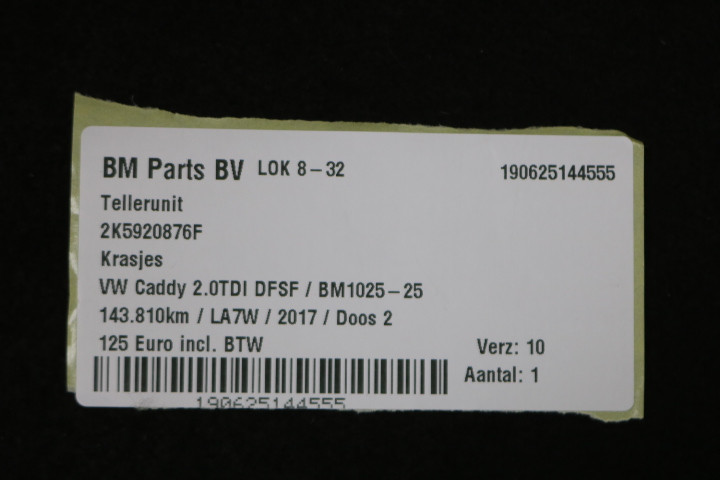 BM Parts BV LOK 8-32 190625144555
Tellerunit
2K5920876F
Krasjes
VW Caddy 2.0TDI DFSF / BM1025-25
143.810km / LA7W / 2017 / Doos 2
125 Euro incl. BTW Verz: 10
Aantal: 1
190625144555